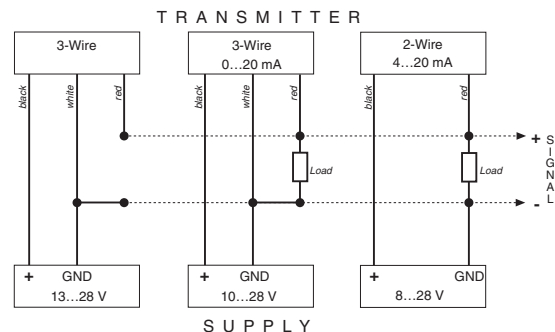 TRANSMITTER
3-Wire
3-Wire
0...20 mA
2-Wire
4...20 mA
black
white
red
black
white
red
black
red
+
Load
Load
SIGNAL
-
+ GND
13...28 V
+ GND
10...28 V
+ GND
8...28 V
SUPPLY